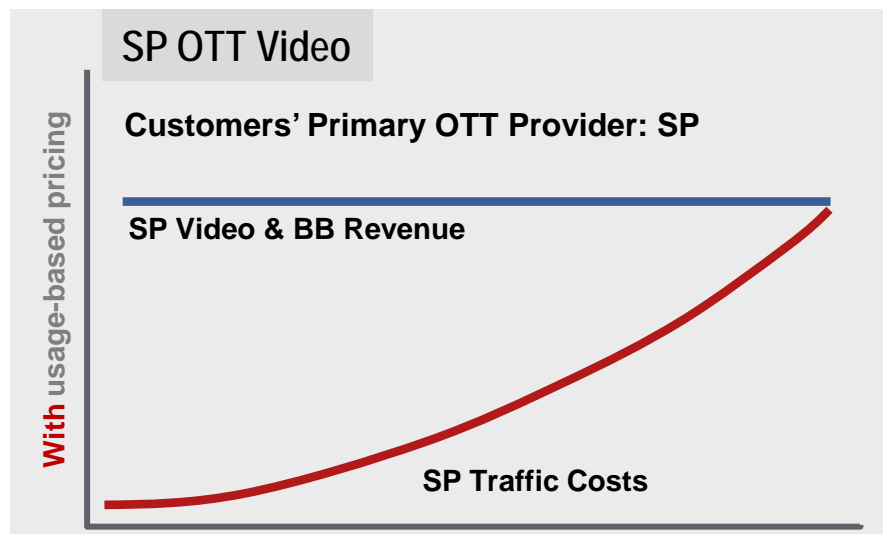 SP OTT Video
Customers’ Primary OTT Provider: SP
With usage-based pricing
SP Video & BB Revenue
SP Traffic Costs